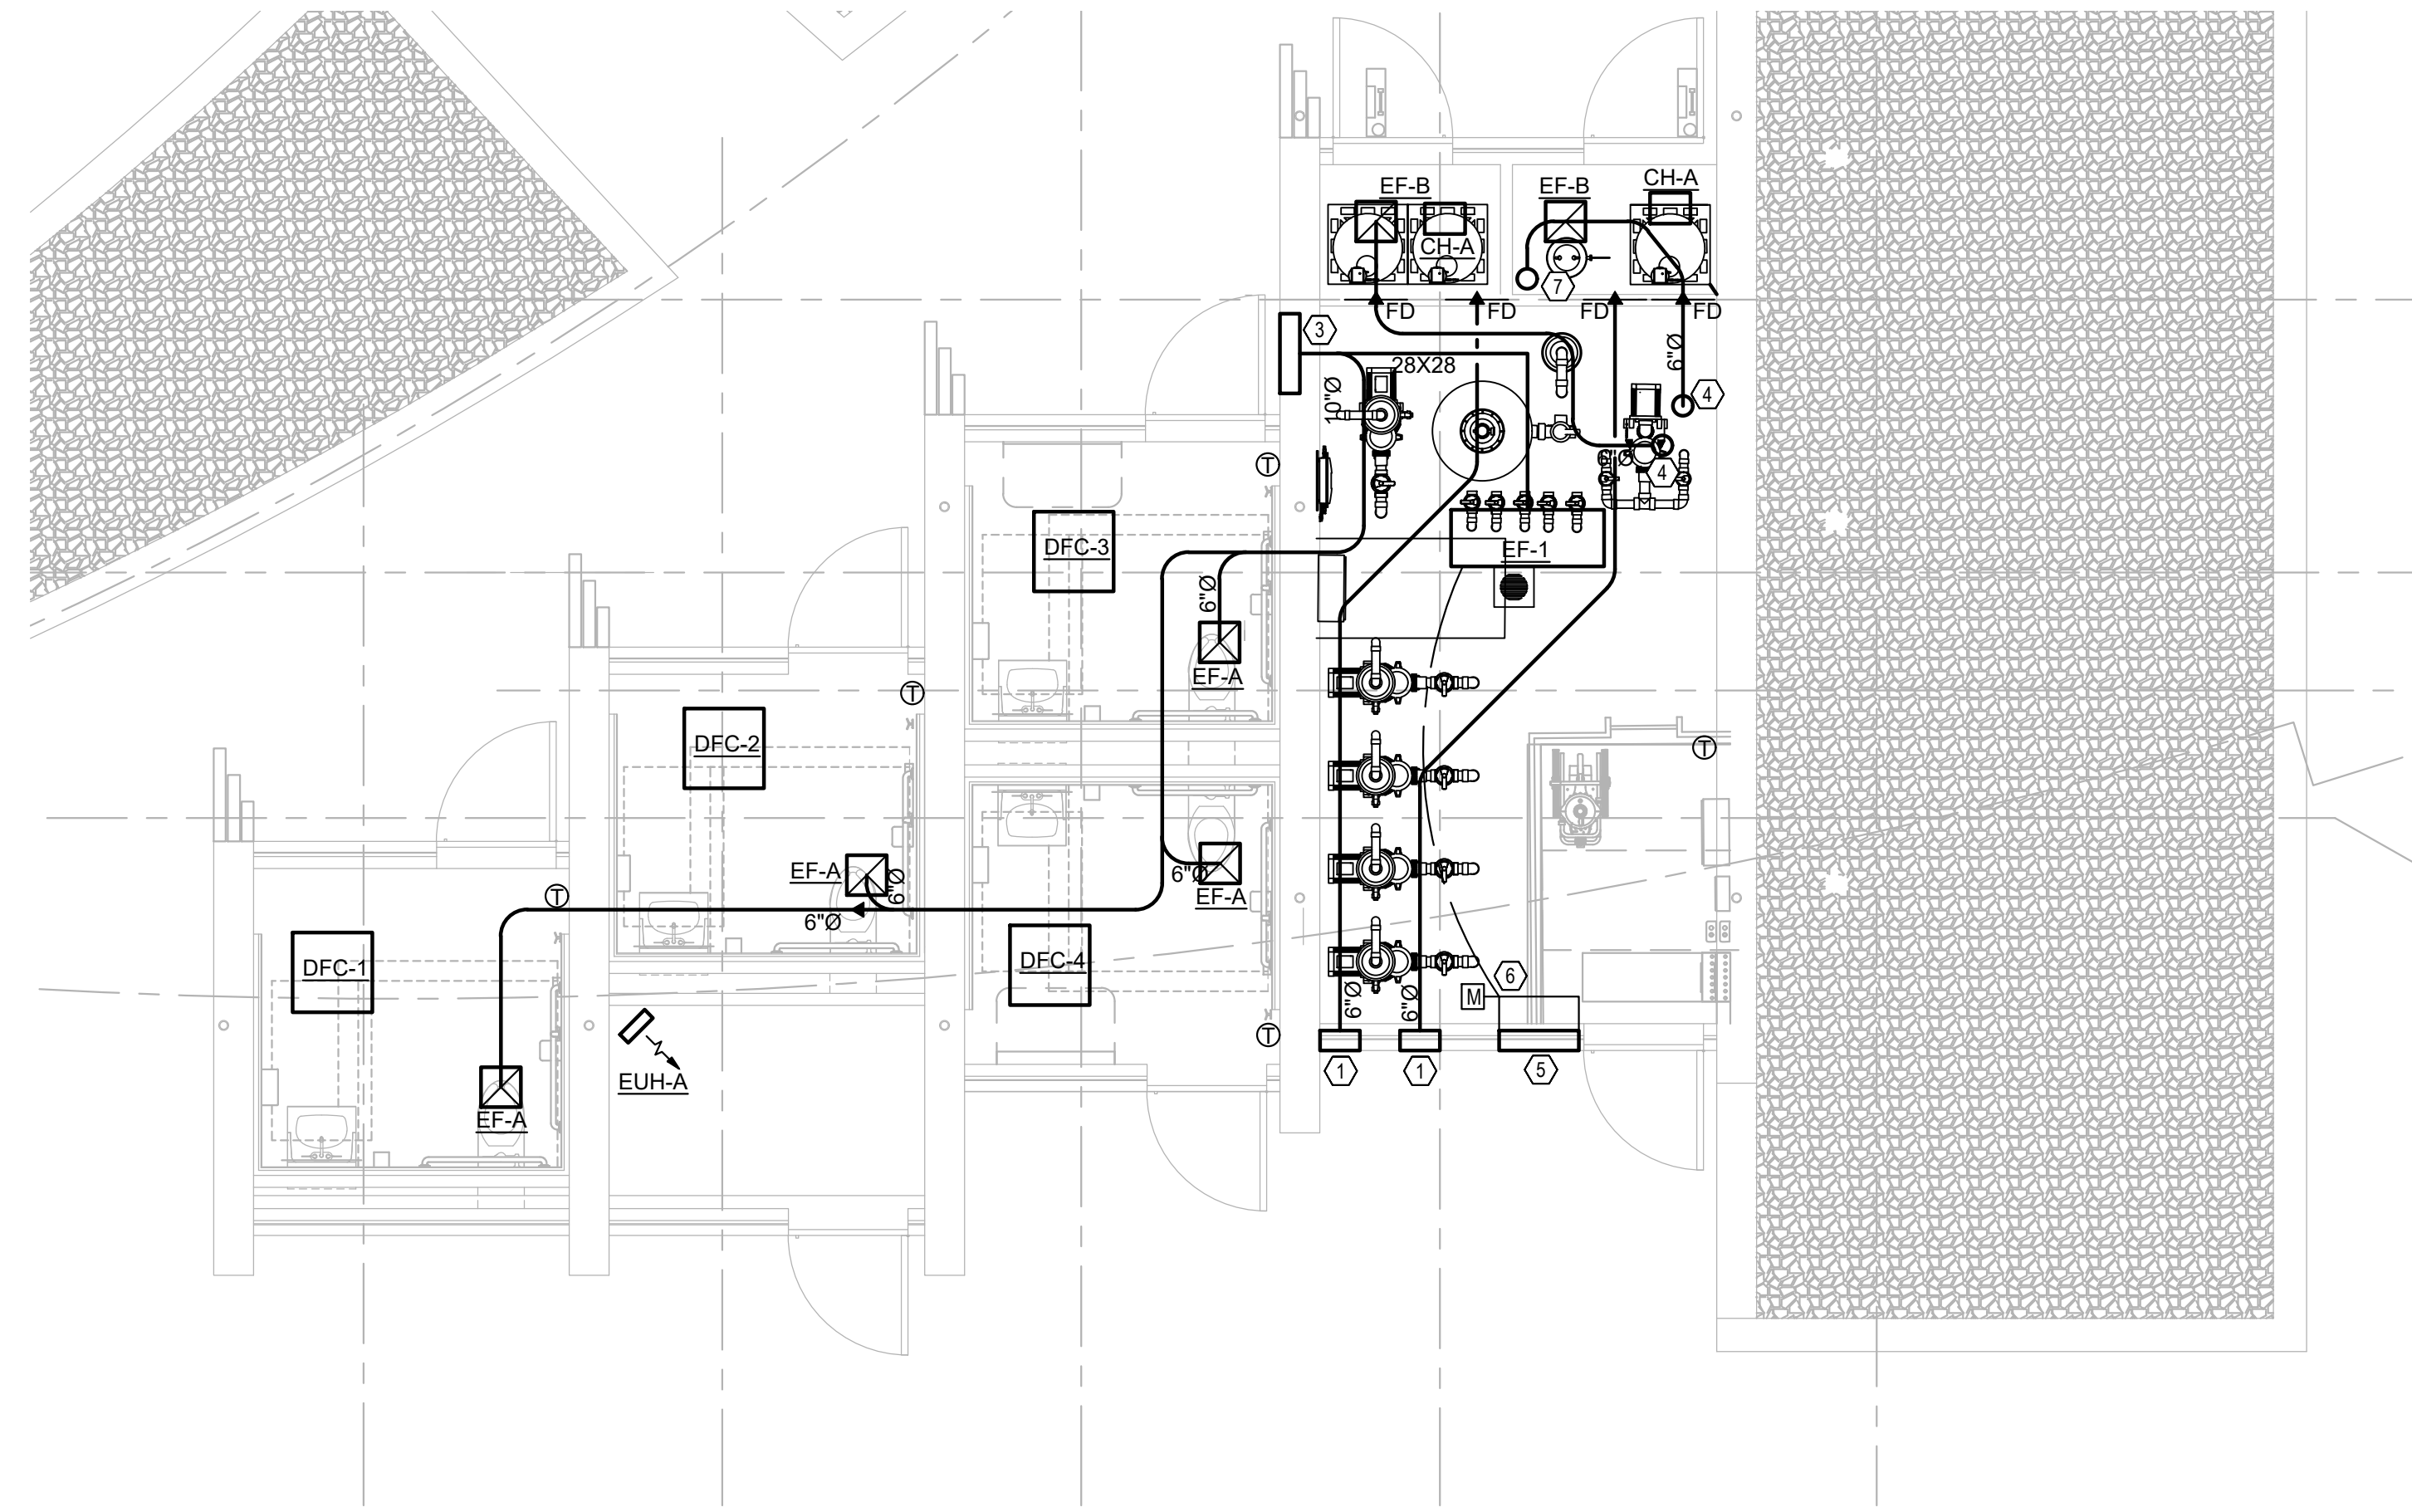 EF-B
EF-B
CH-A
CH-A
7
FD
FD
FD
FD
3
6"Ø
28X28
10"Ø
4
6"Ø
4
T
DFC-3
EF-1
6"Ø
EF-A
T
DFC-2
T
EF-A
6"Ø
6"Ø
EF-A
T
6"Ø
DFC-1
DFC-4
6
M
6"Ø
6"Ø
T
1
1
5
EUH-A
EF-A